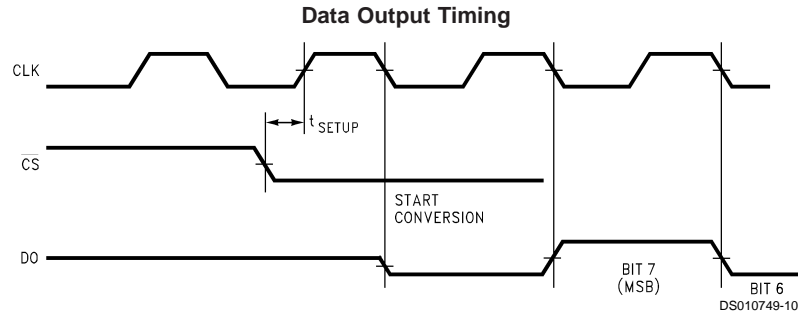 Data Output Timing
CLK
t SETUP
CS
START
CONVERSION
DO
BIT 7
(MSB)
BIT 6
DS010749-10